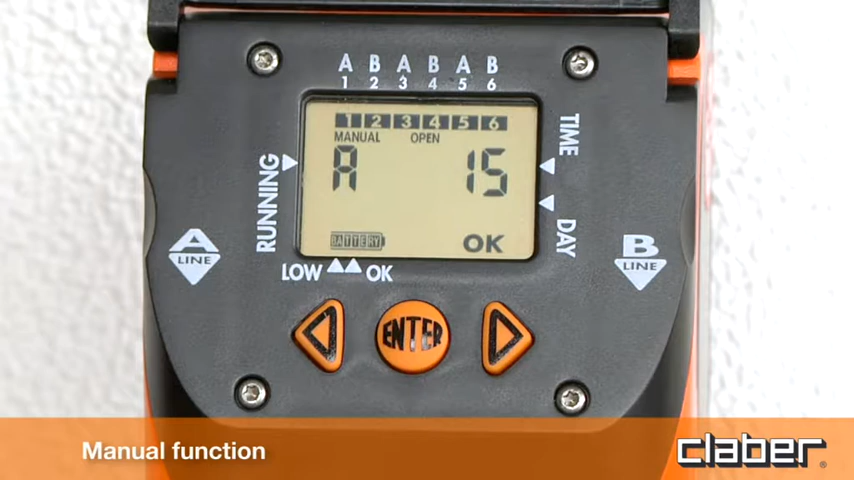 A B A B A B
1 2 3 4 5 6
1 2 3 4 5 6
MANUAL OPEN
A 15
BATTERY OK
RUNNING
TIME
DAY
LOW OK
A
LINE
B
LINE
ENTER
Manual function
claber®